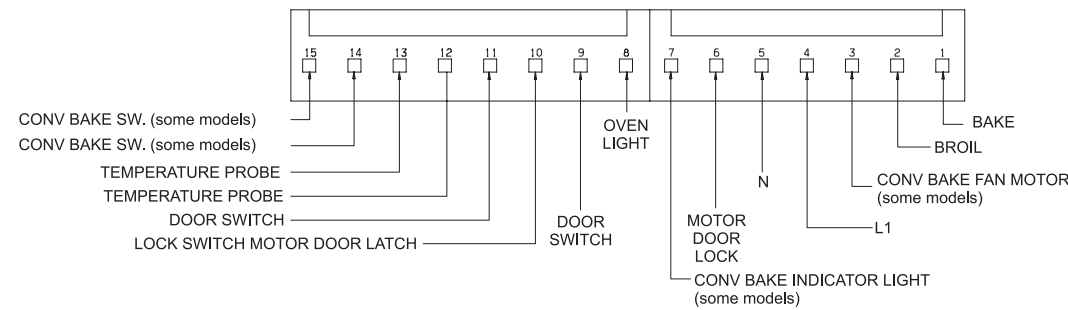 15 14 13 12 11 10 9 8 7 6 5 4 3 2 1
CONV BAKE SW. (some models)
CONV BAKE SW. (some models)
TEMPERATURE PROBE
TEMPERATURE PROBE
DOOR SWITCH
LOCK SWITCH MOTOR DOOR LATCH
DOOR
SWITCH
OVEN
LIGHT
CONV BAKE INDICATOR LIGHT
(some models)
MOTOR
DOOR
LOCK
N
L1
CONV BAKE FAN MOTOR
(some models)
BROIL
BAKE